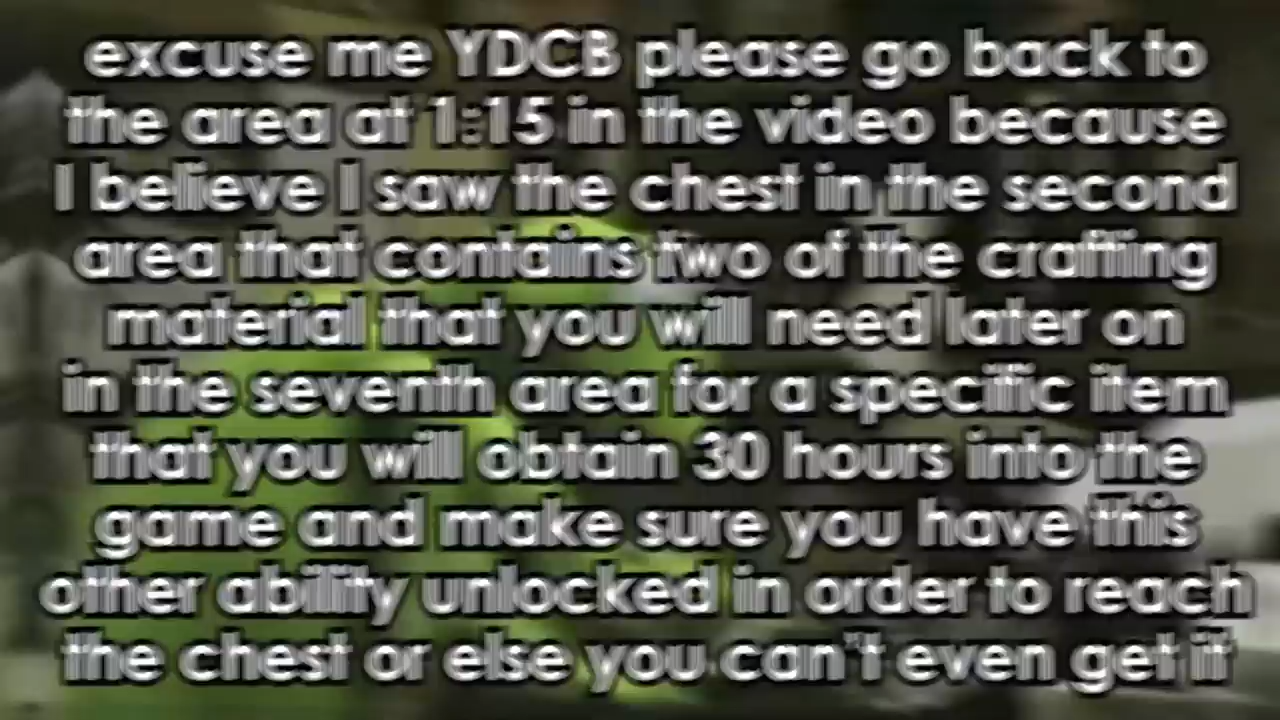 excuse me YDCB please go back to
the area at 1:15 in the video because
I believe I saw the chest in the second
area that contains two of the crafting
material that you will need later on
in the seventh area for a specific item
that you will obtain 30 hours into the
game and make sure you have this
other ability unlocked in order to reach
the chest or else you can't even get it